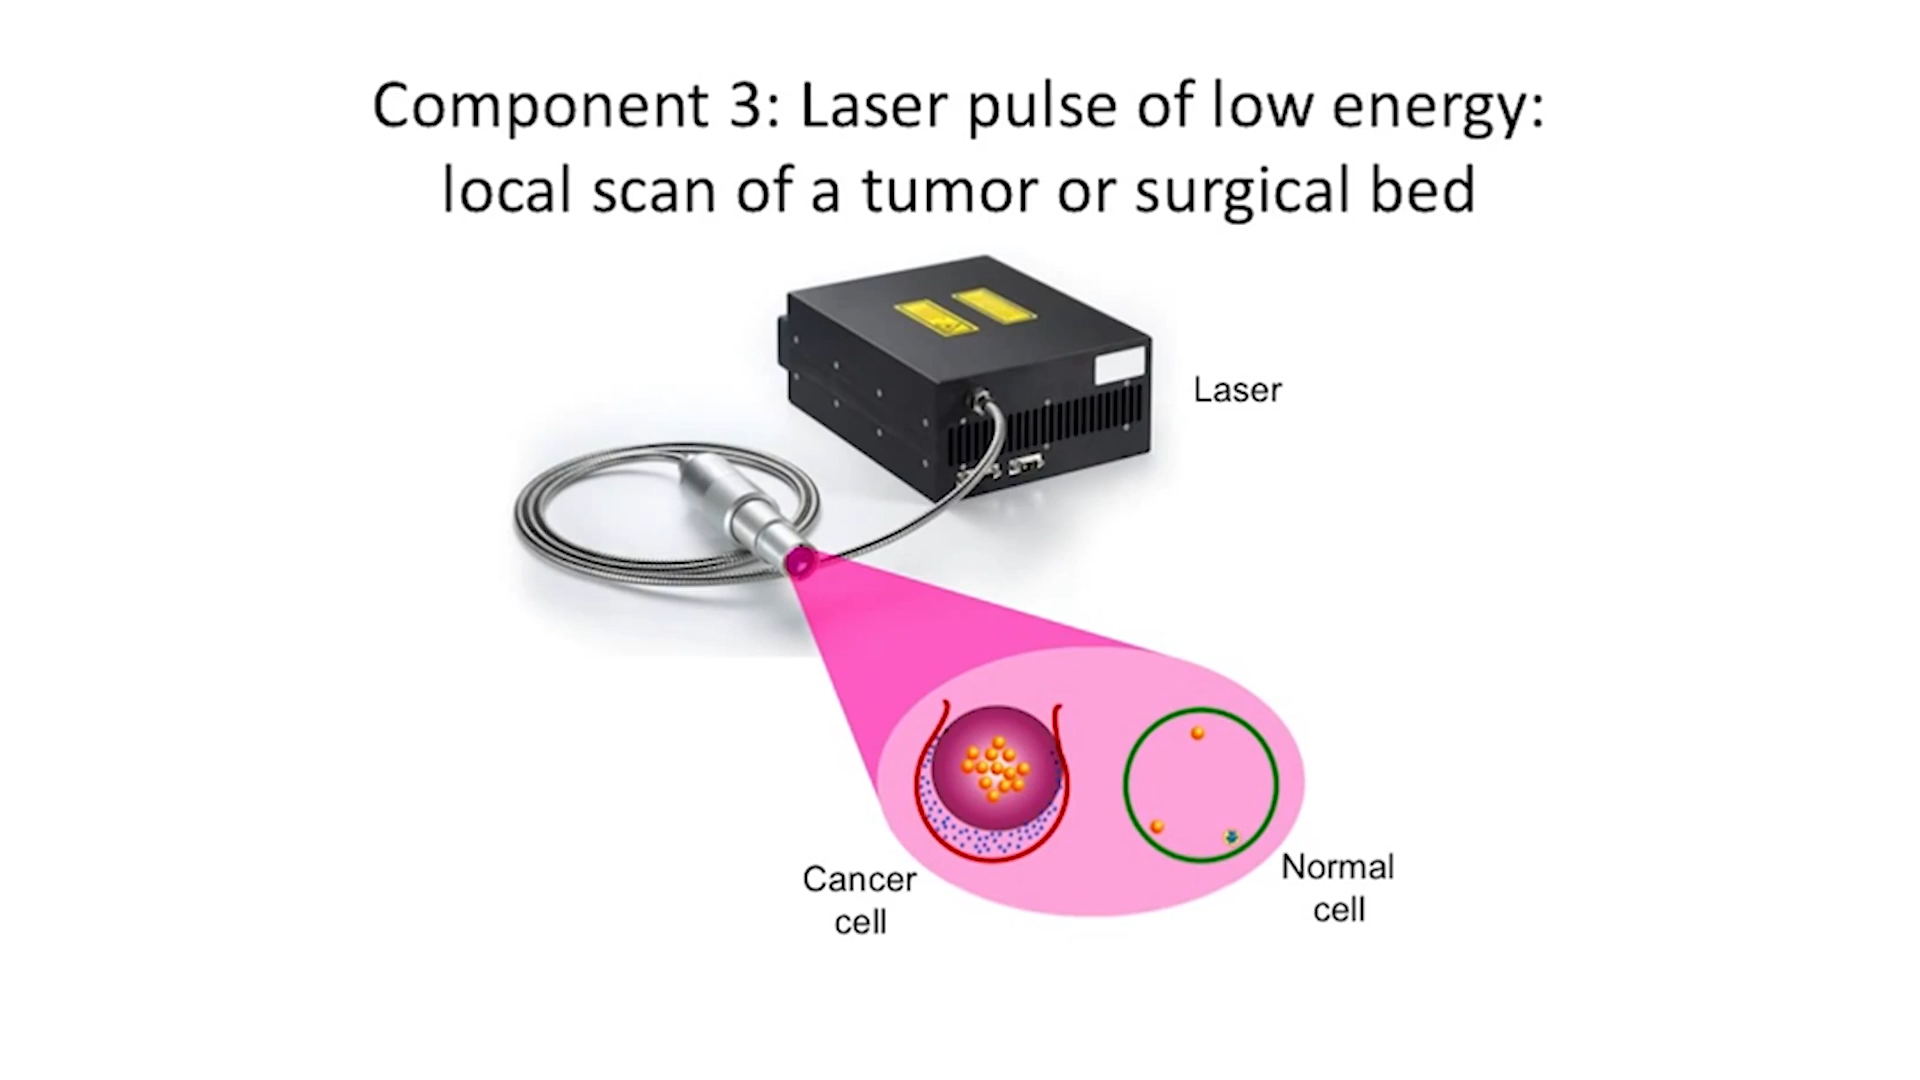 Component 3: Laser pulse of low energy:
local scan of a tumor or surgical bed
Laser
Cancer
cell
Normal
cell